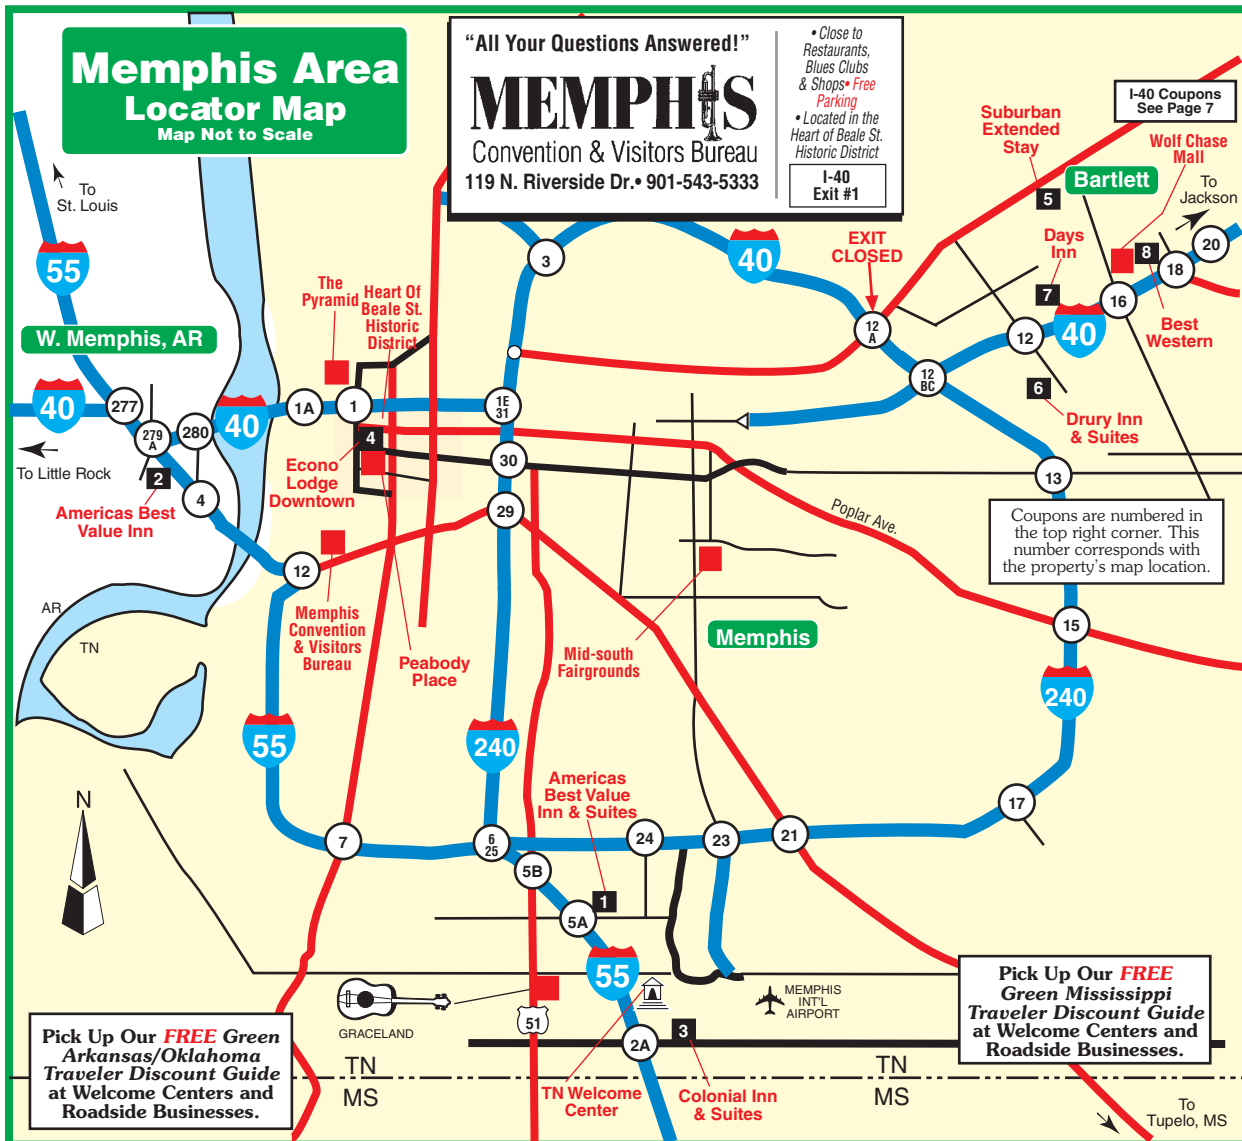 Memphis Area
Locator Map
Map Not to Scale
“All Your Questions Answered!”
MEMPHIS
Convention & Visitors Bureau
119 N. Riverside Dr.• 901-543-5333
• Close to
Restaurants,
Blues Clubs
& Shops• Free
Parking
• Located in the
Heart of Beale St.
Historic District
I-40
Exit #1
I-40 Coupons
See Page 7
Suburban
Extended
Stay
Wolf Chase
Mall
Bartlett
To
Jackson
To
St. Louis
5
20
EXIT
CLOSED
Days
Inn
8
18
55
3
40
7
16
The
Pyramid
Heart Of
Beale St.
Historic
District
W. Memphis, AR
12
A
12
40
Best
Western
12
BC
6
Drury Inn
& Suites
40
277
280
40
1A
1
1E
31
279
A
4
To Little Rock
2
Econo
Lodge
Downtown
30
13
Americas Best
Value Inn
4
29
Poplar Ave.
Coupons are numbered in
the top right corner. This
number corresponds with
the property's map location.
12
AR
TN
Memphis
Convention
& Visitors
Bureau
Peabody
Place
Mid-south
Fairgrounds
Memphis
15
240
55
240
N
Americas
Best Value
Inn & Suites
17
7
6
25
24
23
21
5B
1
5A
55
GRACELAND
51
MEMPHIS
INT'L
AIRPORT
Pick Up Our FREE
Green Mississippi
Traveler Discount Guide
at Welcome Centers and
Roadside Businesses.
Pick Up Our FREE Green
Arkansas/Oklahoma
Traveler Discount Guide
at Welcome Centers and
Roadside Businesses.
2A
3
TN
MS
TN
MS
TN Welcome
Center
Colonial Inn
& Suites
To
Tupelo, MS